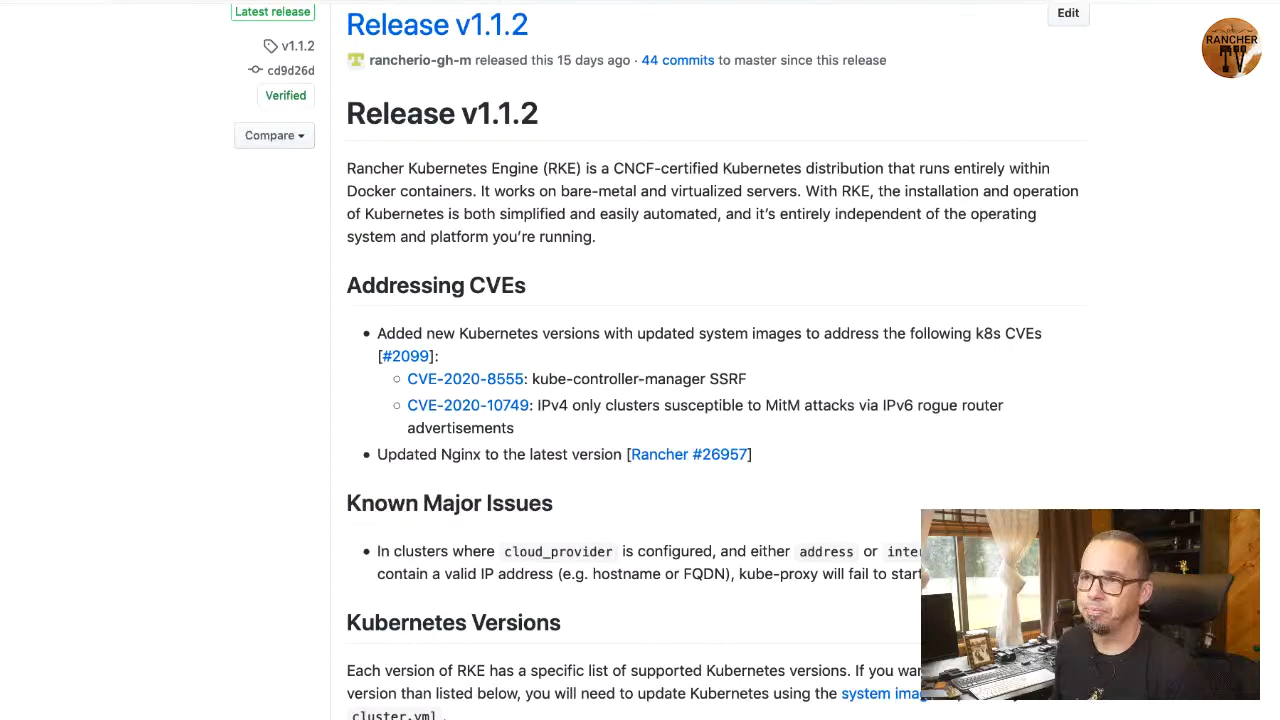 Latest release
v1.1.2
cd9d26d
Verified
Compare
Release v1.1.2
Edit
rancherio-gh-m released this 15 days ago · 44 commits to master since this release
RANCHER
TV
Release v1.1.2
Rancher Kubernetes Engine (RKE) is a CNCF-certified Kubernetes distribution that runs entirely within
Docker containers. It works on bare-metal and virtualized servers. With RKE, the installation and operation
of Kubernetes is both simplified and easily automated, and it’s entirely independent of the operating
system and platform you’re running.
Addressing CVEs
• Added new Kubernetes versions with updated system images to address the following k8s CVEs
[#2099]:
○ CVE-2020-8555: kube-controller-manager SSRF
○ CVE-2020-10749: IPv4 only clusters susceptible to MitM attacks via IPv6 rogue router
advertisements
• Updated Nginx to the latest version [Rancher #26957]
Known Major Issues
• In clusters where cloud_provider is configured, and either address or inter
contain a valid IP address (e.g. hostname or FQDN), kube-proxy will fail to start
Kubernetes Versions
Each version of RKE has a specific list of supported Kubernetes versions. If you wan
version than listed below, you will need to update Kubernetes using the system imag
cluster.yml.